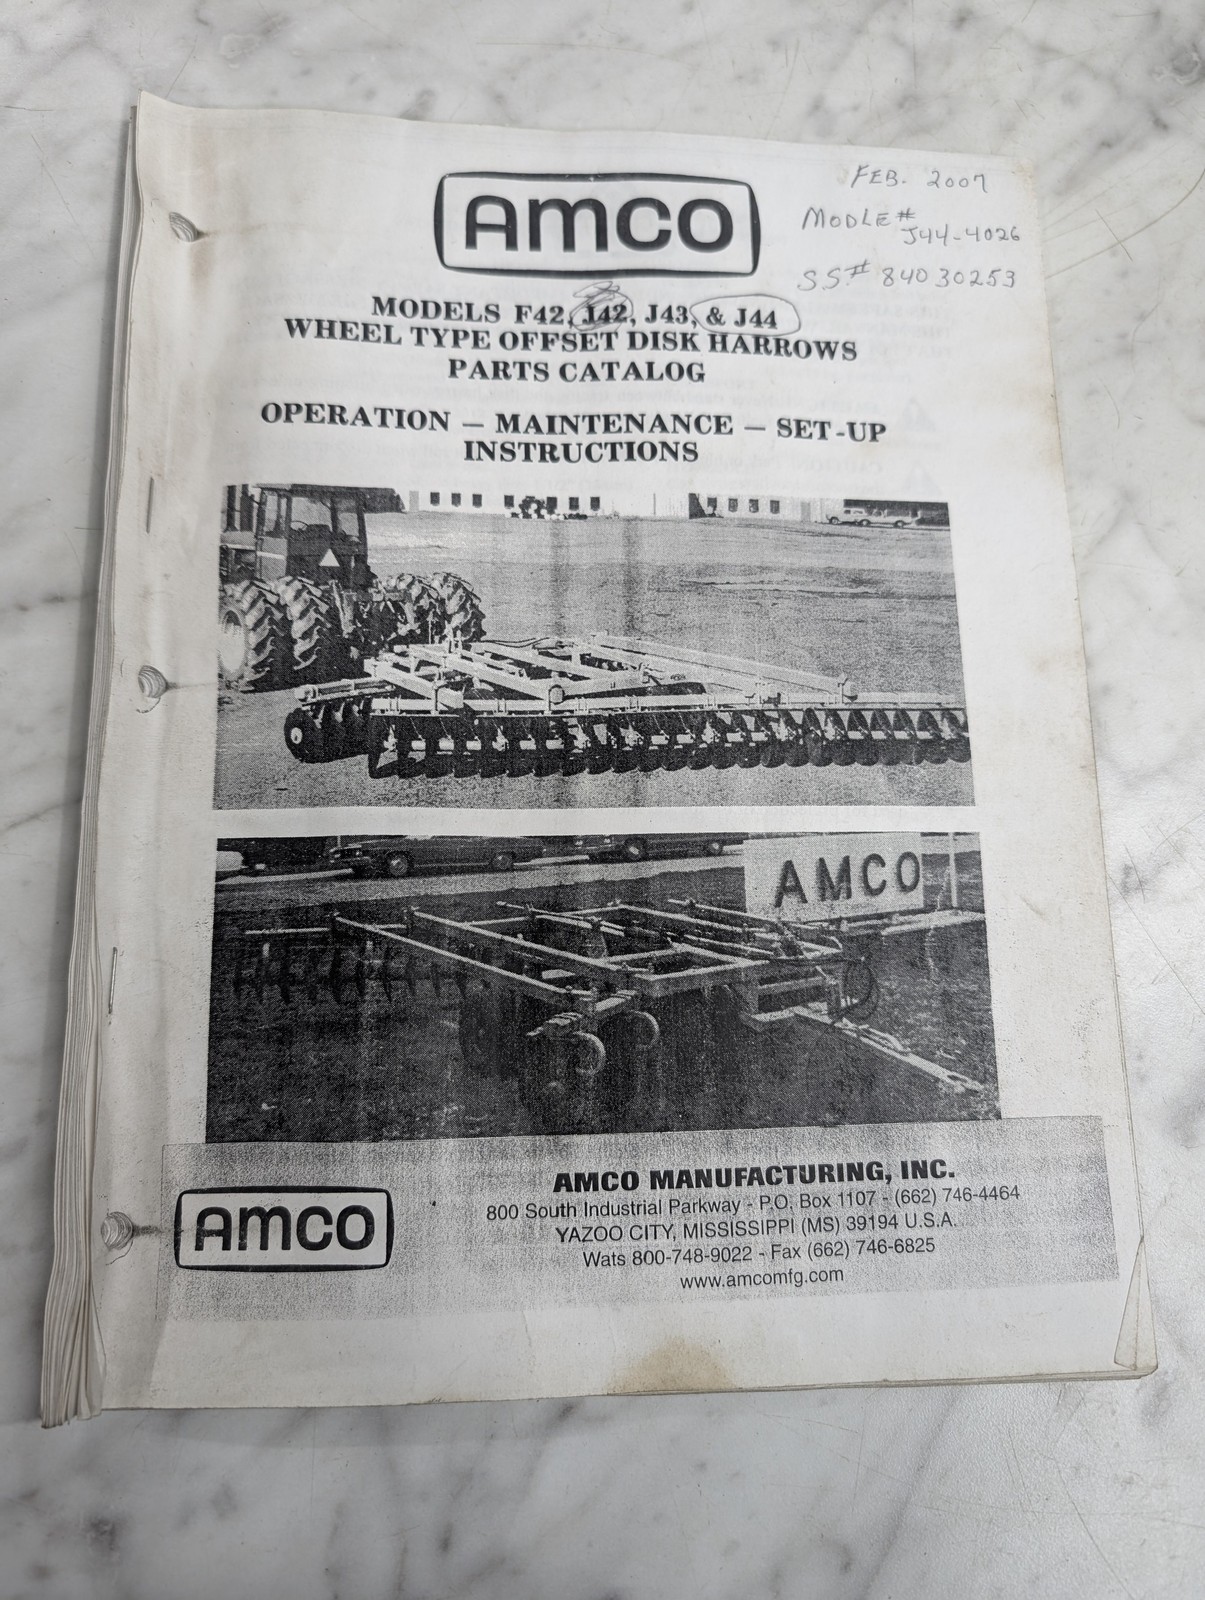 AMCO
FEB. 2007
MODLE#
J44-4026
SS# 84030253
MODELS F42, J42, J43, & J44
WHEEL TYPE OFFSET DISK HARROWS
PARTS CATALOG
OPERATION — MAINTENANCE — SET-UP
INSTRUCTIONS
AMCO
AMCO
AMCO MANUFACTURING, INC.
800 South Industrial Parkway - P.O. Box 1107 - (662) 746-4464
YAZOO CITY, MISSISSIPPI (MS) 39194 U.S.A.
Wats 800-748-9022 - Fax (662) 746-6825
www.amcomfg.com